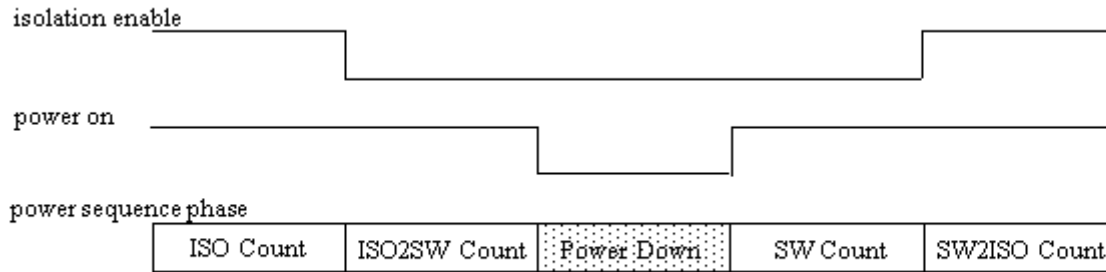 isolation enable
power on
power sequence phase
ISO Count
ISO2SW Count
Power Down
SW Count
SW2ISO Count